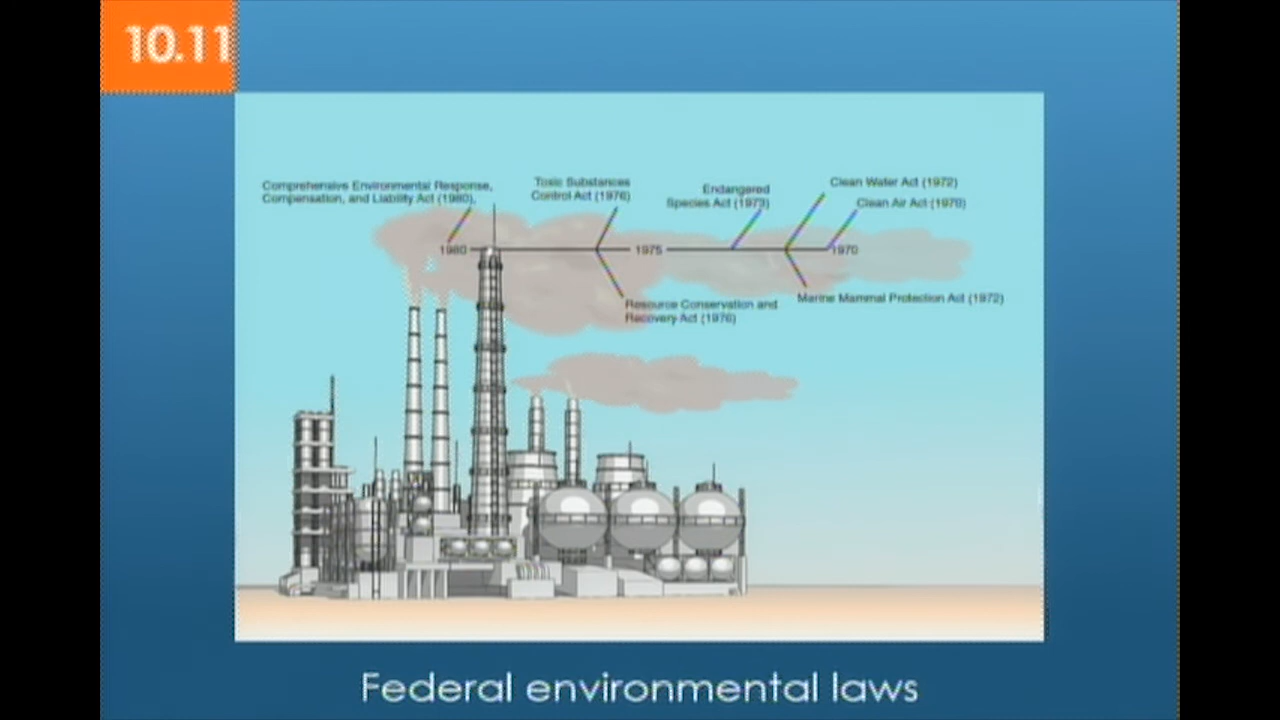 10.11
Comprehensive Environmental Response,
Compensation, and Liability Act (1980),
Toxic Substances
Control Act (1976)
Endangered
Species Act (1973)
Clean Water Act (1972)
Clean Air Act (1970)
1980
1975
1970
Resource Conservation and
Recovery Act (1976)
Marine Mammal Protection Act (1972)
Federal environmental laws